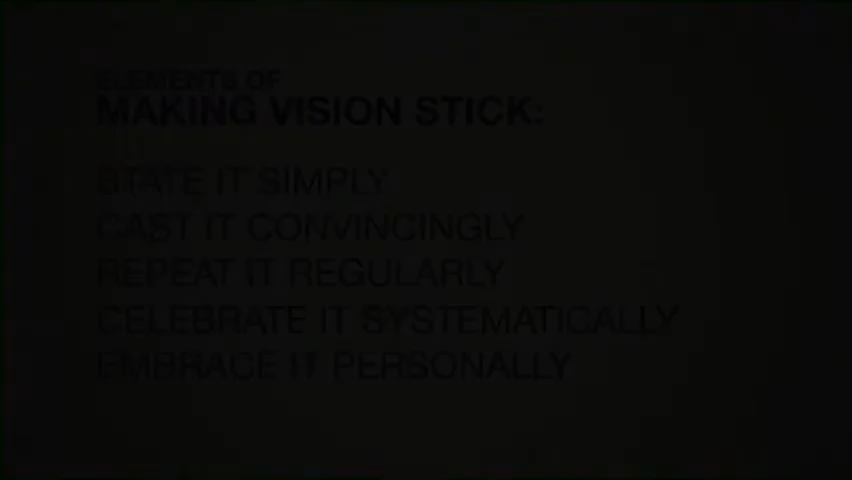 ELEMENTS OF
MAKING VISION STICK:
STATE IT SIMPLY
CAST IT CONVINCINGLY
REPEAT IT REGULARLY
CELEBRATE IT SYSTEMATICALLY
EMBRACE IT PERSONALLY